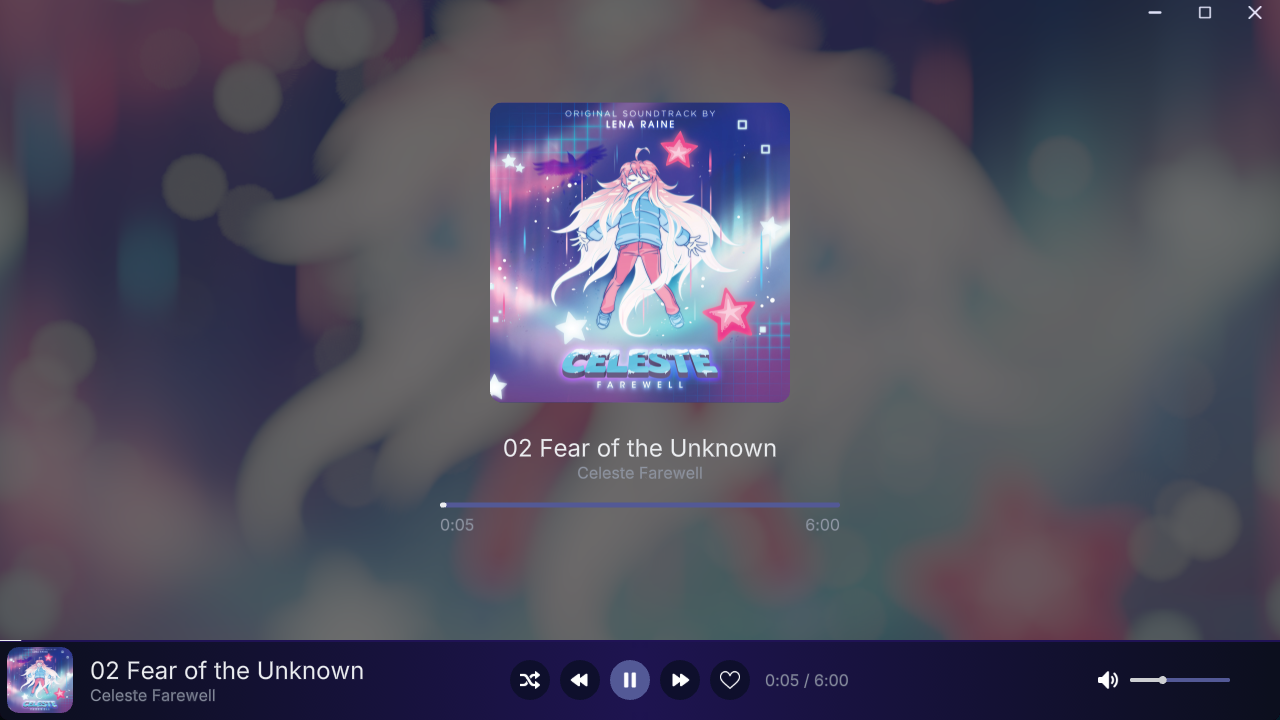 ORIGINAL SOUNDTRACK BY
LENA RAINE
CELESTE
FAREWELL
02 Fear of the Unknown
Celeste Farewell
0:05
6:00
CELESTE
02 Fear of the Unknown
Celeste Farewell
0:05 / 6:00